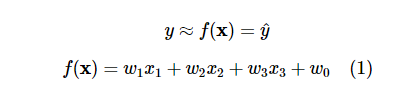 y ≈ f(x) = ŷ
f(x) = w₁x₁ + w₂x₂ + w₃x₃ + w₀ (1)